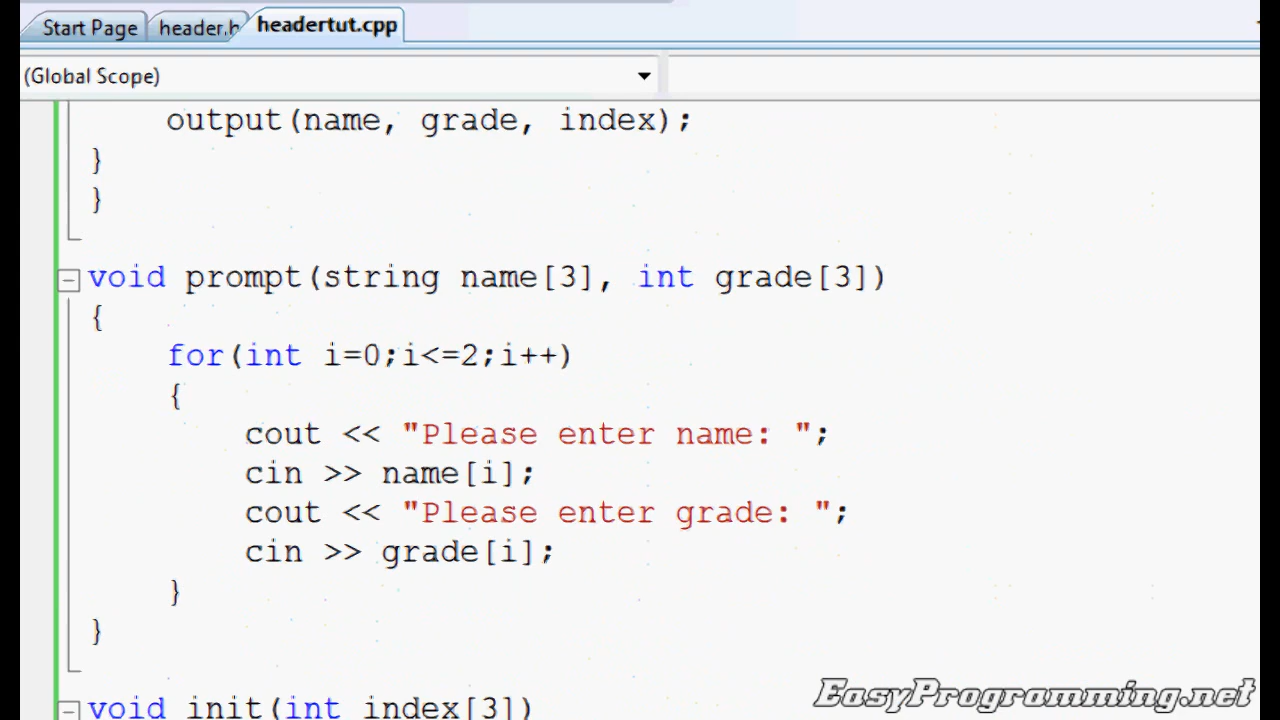 Start Page header.h headertut.cpp
(Global Scope)
output(name, grade, index);
}
}
void prompt(string name[3], int grade[3])
{
for(int i=0;i<=2;i++)
{
cout << "Please enter name: ";
cin >> name[i];
cout << "Please enter grade: ";
cin >> grade[i];
}
}
void init(int index[3])
EasyProgramming.net